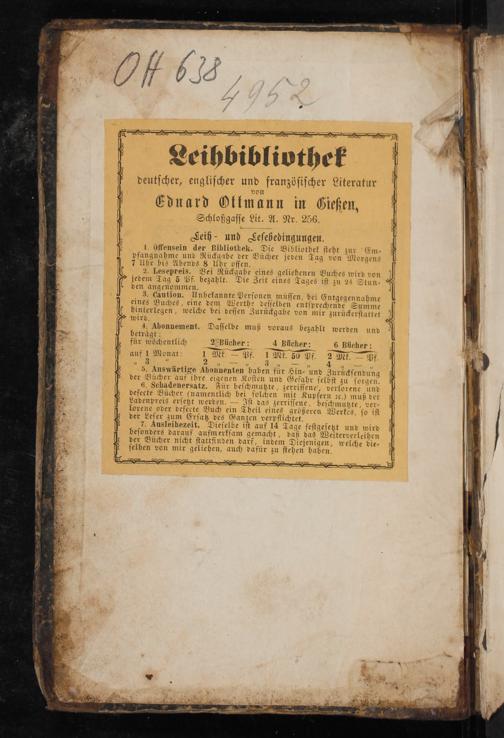 OH 638
4952
Leihbibliothek
deutscher, englischer und französischer Literatur
von
Eduard Ottmann in Gießen,
Schloßgasse Lit. A. Nr. 256.
Leih- und Lesebedingungen.
1. Offensein der Bibliothek. Die Bibliothek steht zur Em-
pfangnahme und Rückgabe der Bücher jeden Tag von Morgens
7 Uhr bis Abends 8 Uhr offen.
2. Lesepreis. Bei Rückgabe eines geliehenen Buches wird von
jedem Tag 5 Pf. bezahlt. Die Zeit eines Tages ist zu 24 Stun-
den angenommen.
3. Caution. Unbekannte Personen müssen, bei Entgegennahme
eines Buches, eine dem Werthe desselben entsprechende Summe
hinterlegen, welche bei dessen Zurückgabe von mir zurückerstattet
wird.
4. Abonnement. Dasselbe muß voraus bezahlt werden und
beträgt:
für wöchentlich 2 Bücher: 4 Bücher: 6 Bücher:
auf 1 Monat: 1 Mt. — Pf. 1 Mt. 50 Pf. 2 Mt. — Pf.
„ 3 „ 2 „ — „ 3 „ — „ 4 „ — „
5. Auswärtige Abonnenten haben für Hin- und Zurücksendung
der Bücher auf ihre eigenen Kosten und Gefahr selbst zu sorgen.
6. Schadenersatz. Für beschmutzte, zerrissene, verlorene und
defecte Bücher (namentlich bei solchen mit Kupfern ꝛc.) muß der
Ladenpreis ersetzt werden. — Ist das zerrissene, beschmutzte, ver-
lorene oder defecte Buch ein Theil eines größeren Werkes, so ist
der Leser zum Ersatz des Ganzen verpflichtet.
7. Ausleihezeit. Dieselbe ist auf 14 Tage festgesetzt und wird
besonders darauf aufmerksam gemacht, daß das Weiterverleihen
der Bücher nicht stattfinden darf, indem Diejenigen, welche die-
selben von mir geliehen, auch dafür zu stehen haben.